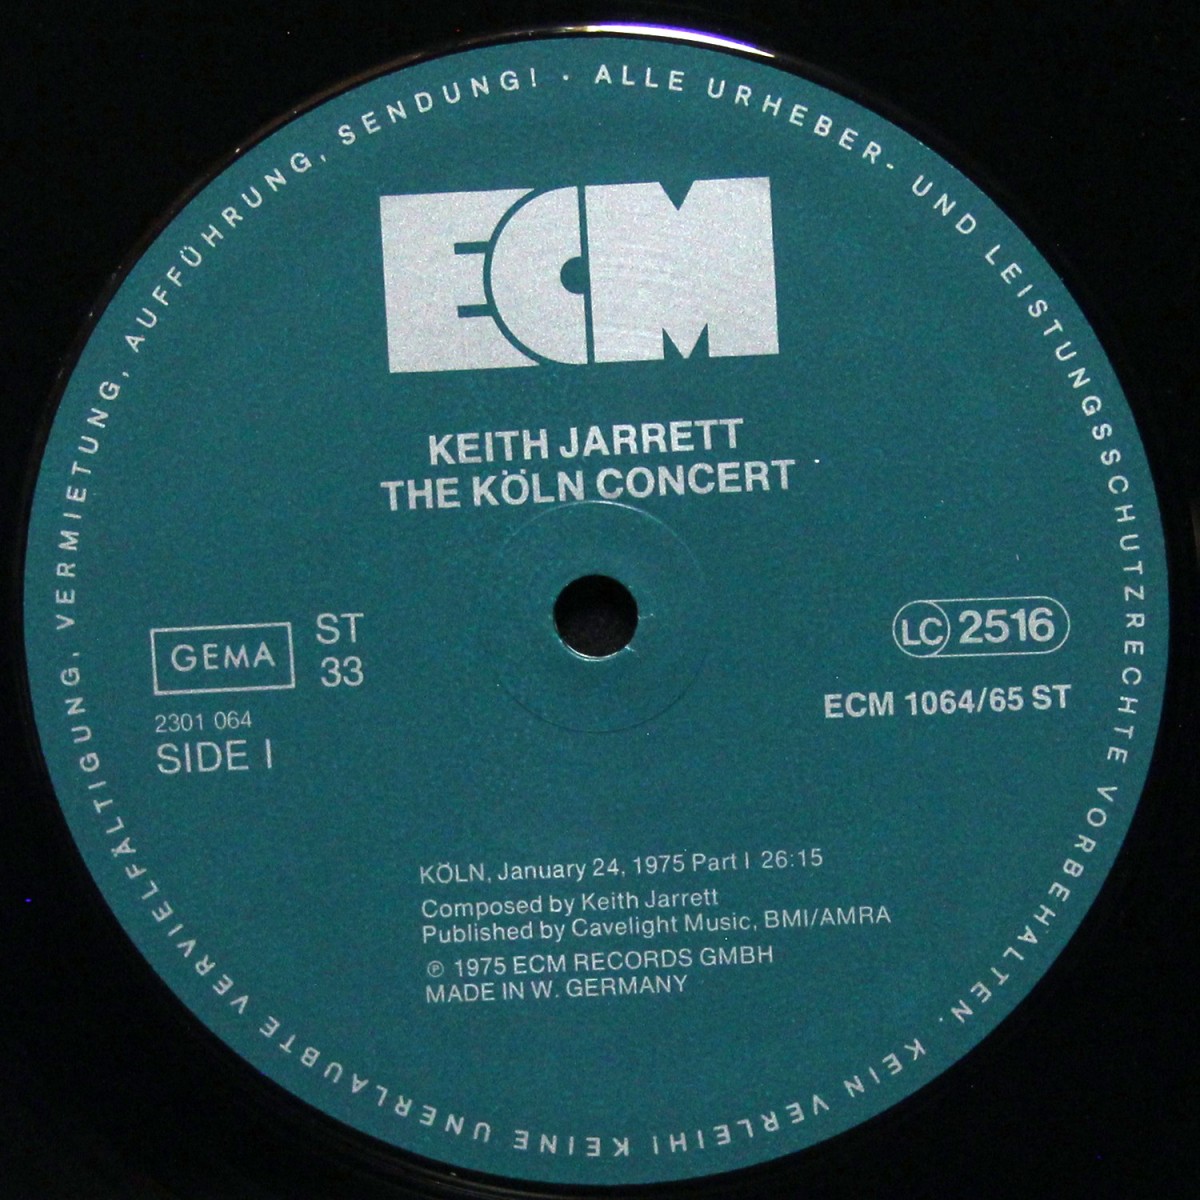 ALLE URHEBER- UND LEISTUNGSSCHUTZRECHTE VORBEHALTEN. KEIN VERLEIH! KEINE UNERLAUBTE VERVIELFÄLTIGUNG, VERMIETUNG, AUFFÜHRUNG, SENDUNG! ·
ECM
KEITH JARRETT
THE KÖLN CONCERT
GEMA
ST
33
2301 064
SIDE I
LC 2516
ECM 1064/65 ST
KÖLN, January 24, 1975 Part I 26:15
Composed by Keith Jarrett
Published by Cavelight Music, BMI/AMRA
℗ 1975 ECM RECORDS GMBH
MADE IN W. GERMANY